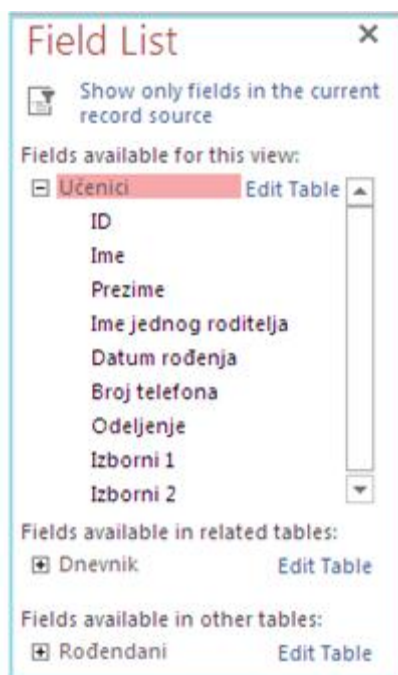 Field List
Show only fields in the current
record source
Fields available for this view:
Učenici Edit Table
ID
Ime
Prezime
Ime jednog roditelja
Datum rođenja
Broj telefona
Odeljenje
Izborni 1
Izborni 2
Fields available in related tables:
Dnevnik Edit Table
Fields available in other tables:
Rođendani Edit Table